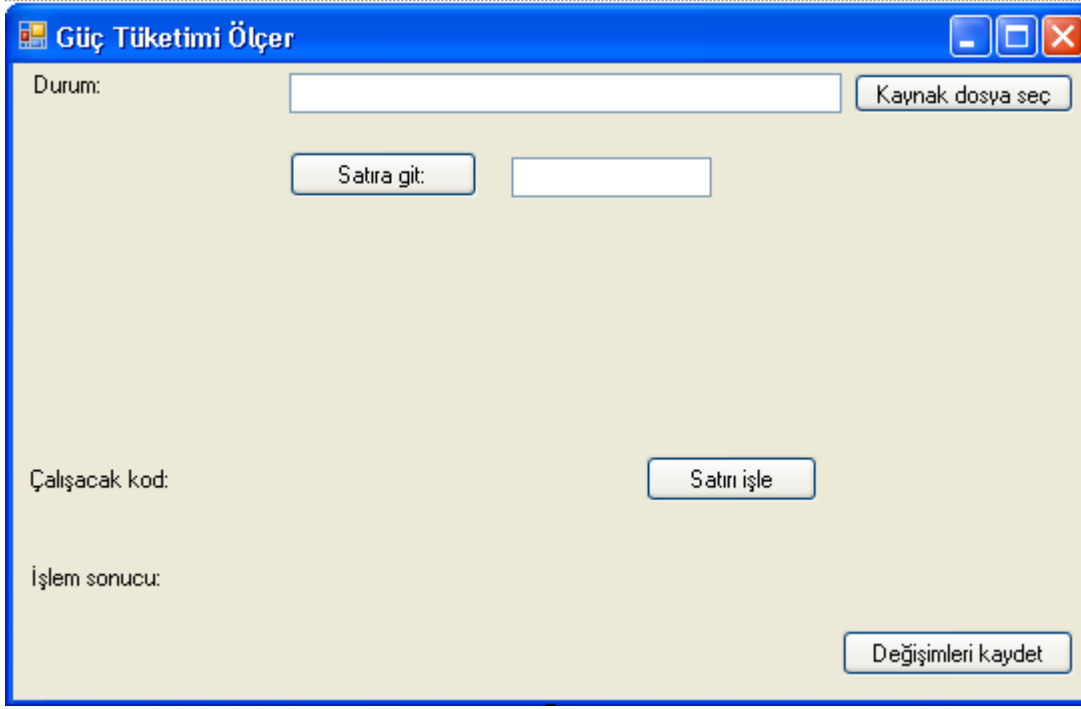 Güç Tüketimi Ölçer
Durum:
Kaynak dosya seç
Satıra git:
Çalışacak kod:
Satırı işle
İşlem sonucu:
Değişimleri kaydet